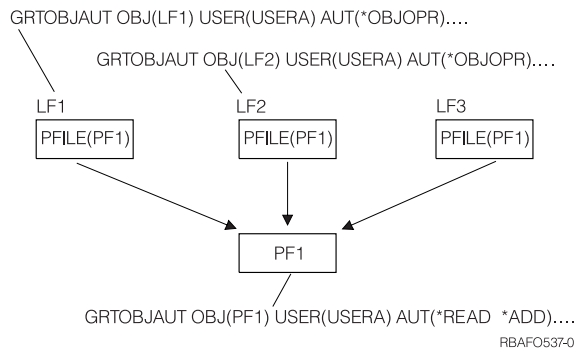 GRTOBJAUT OBJ(LF1) USER(USERA) AUT(*OBJOPR)....
GRTOBJAUT OBJ(LF2) USER(USERA) AUT(*OBJOPR)....
LF1
LF2
LF3
PFILE(PF1)
PFILE(PF1)
PFILE(PF1)
PF1
GRTOBJAUT OBJ(PF1) USER(USERA) AUT(*READ *ADD)....
RBAFO537-0